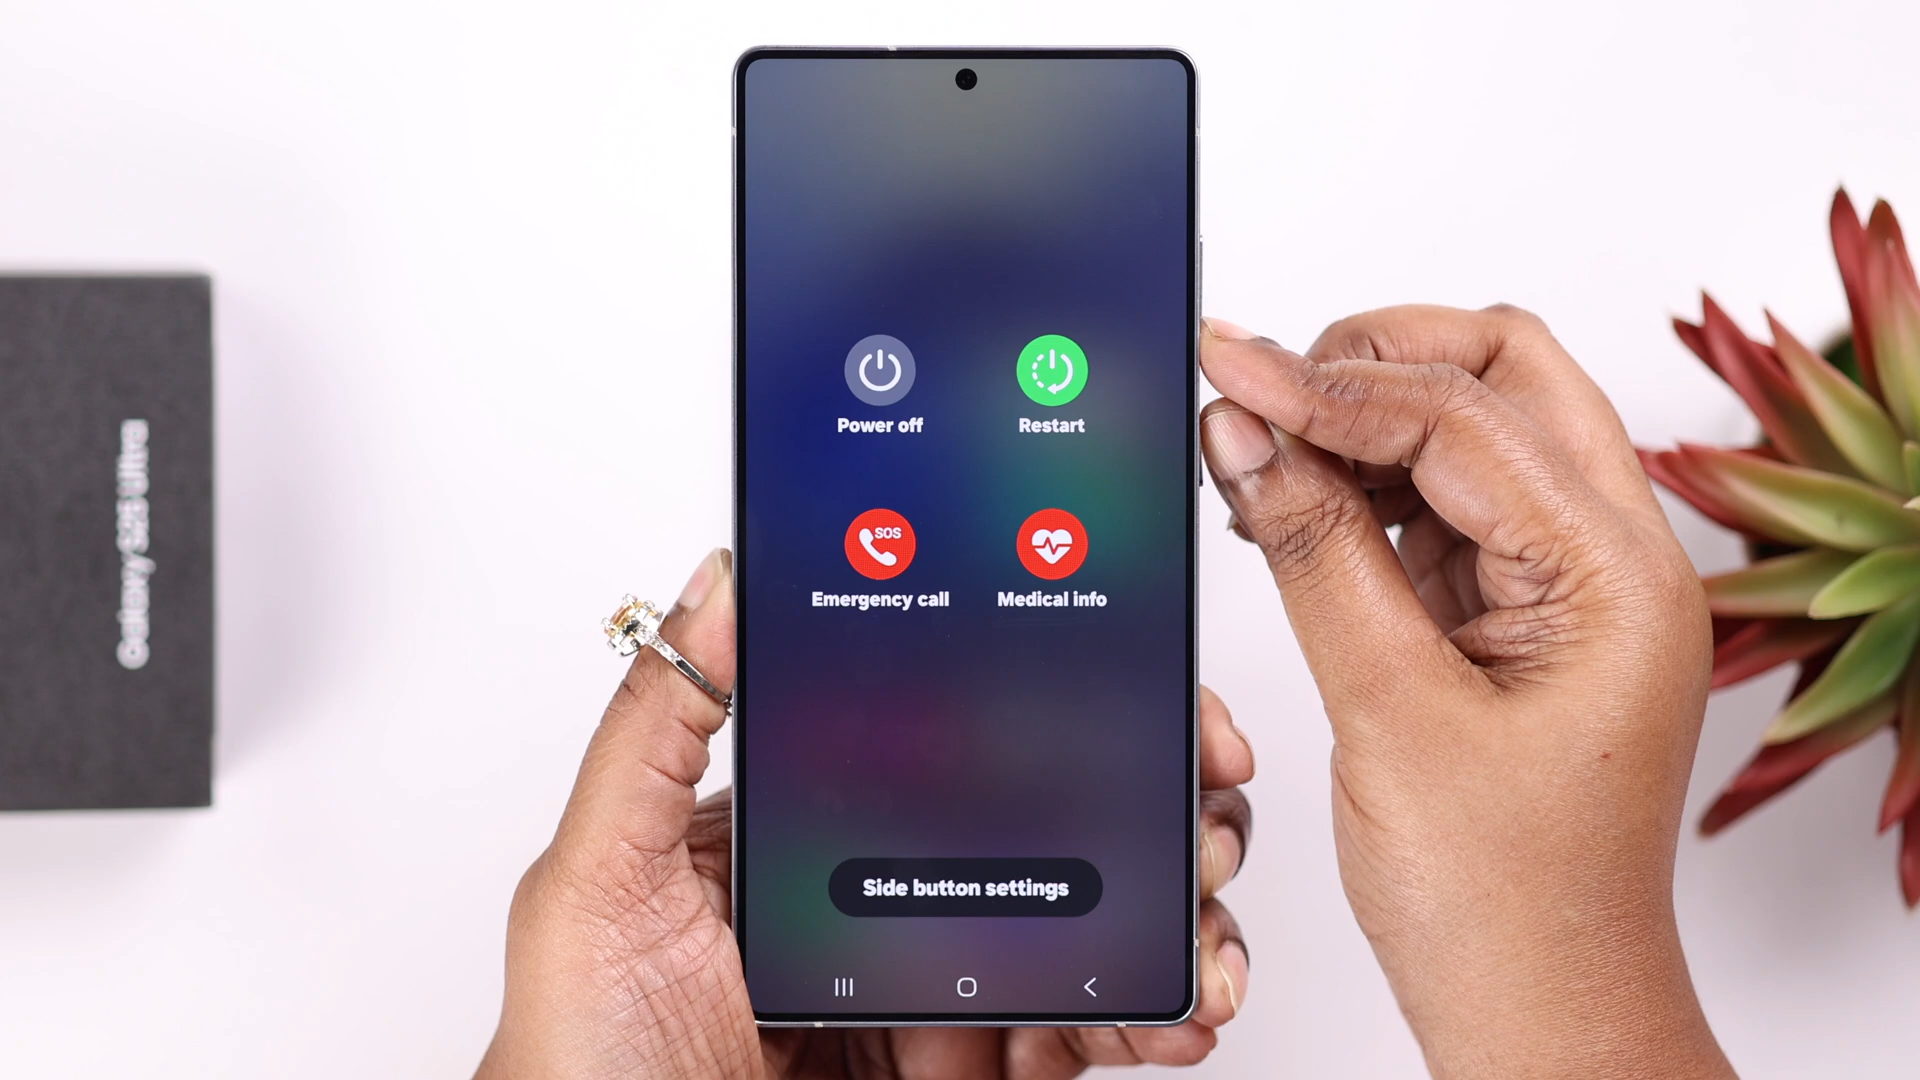 Galaxy S25 Ultra
Power off
Restart
SOS
Emergency call
Medical info
Side button settings